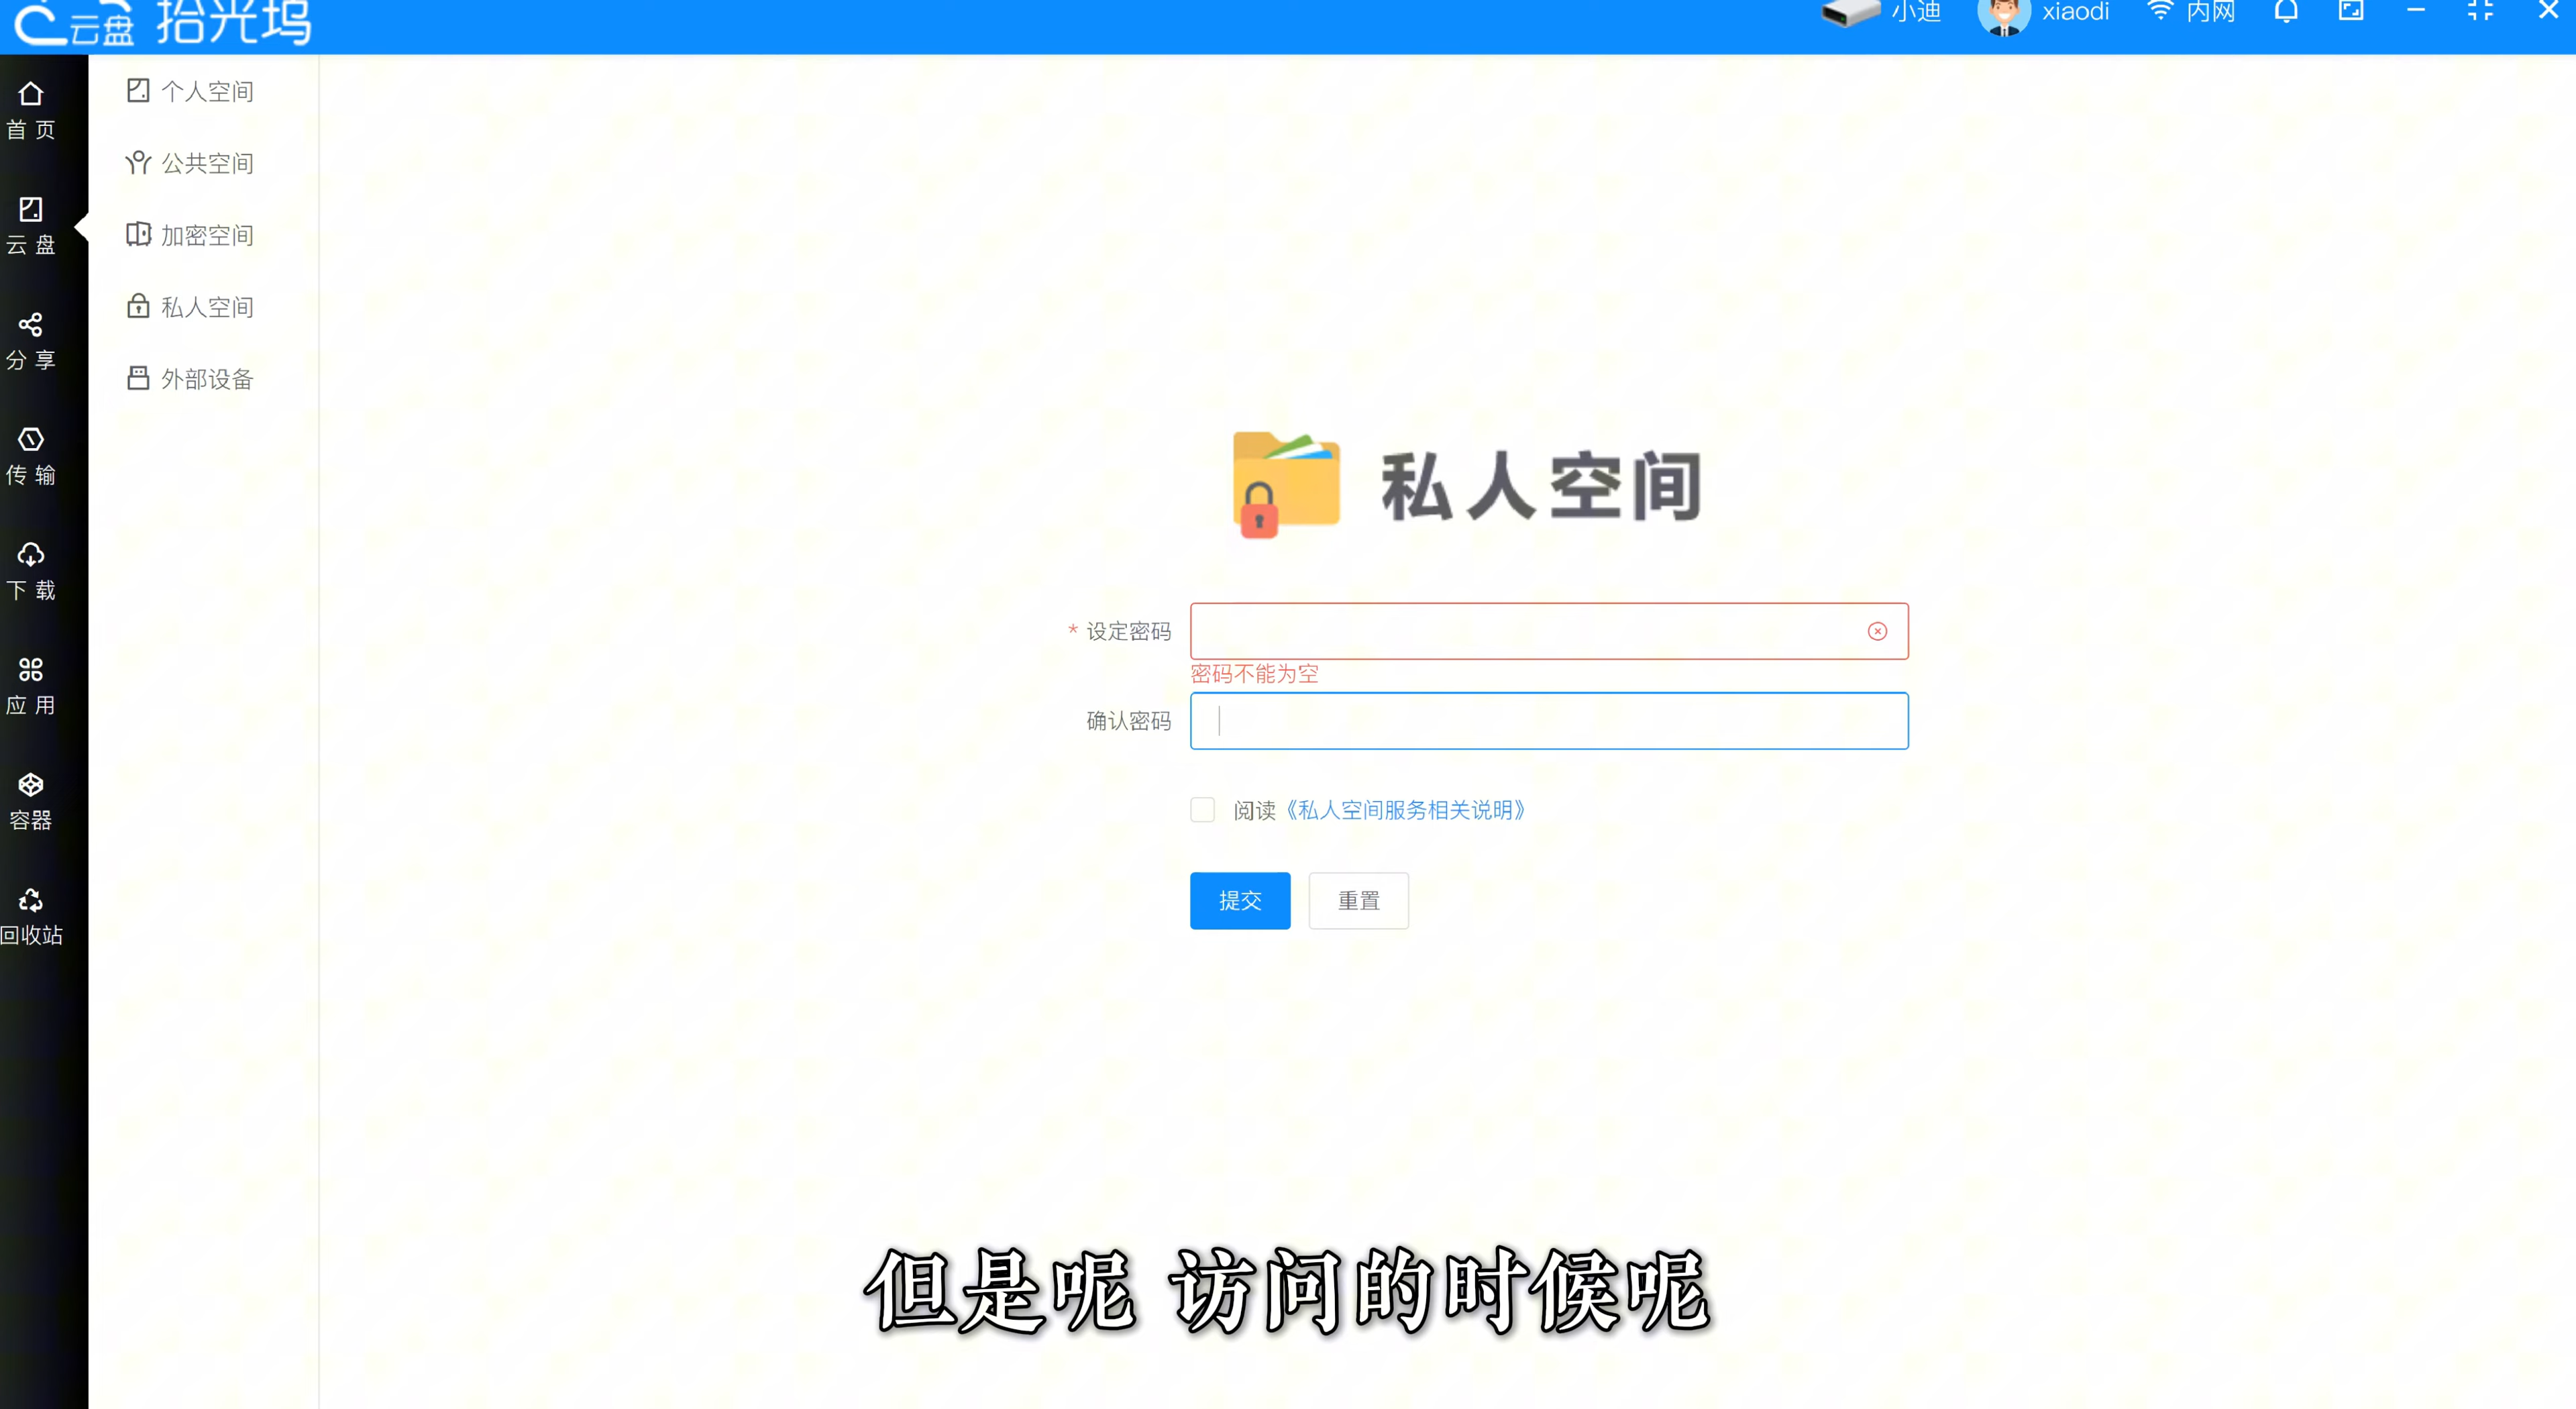 云盘 拾光坞
小迪 xiaodi 内网
首页
云盘
分享
传输
下载
应用
容器
回收站
个人空间
公共空间
加密空间
私人空间
外部设备
私人空间
* 设定密码
密码不能为空
确认密码
阅读《私人空间服务相关说明》
提交 重置
但是呢 访问的时候呢